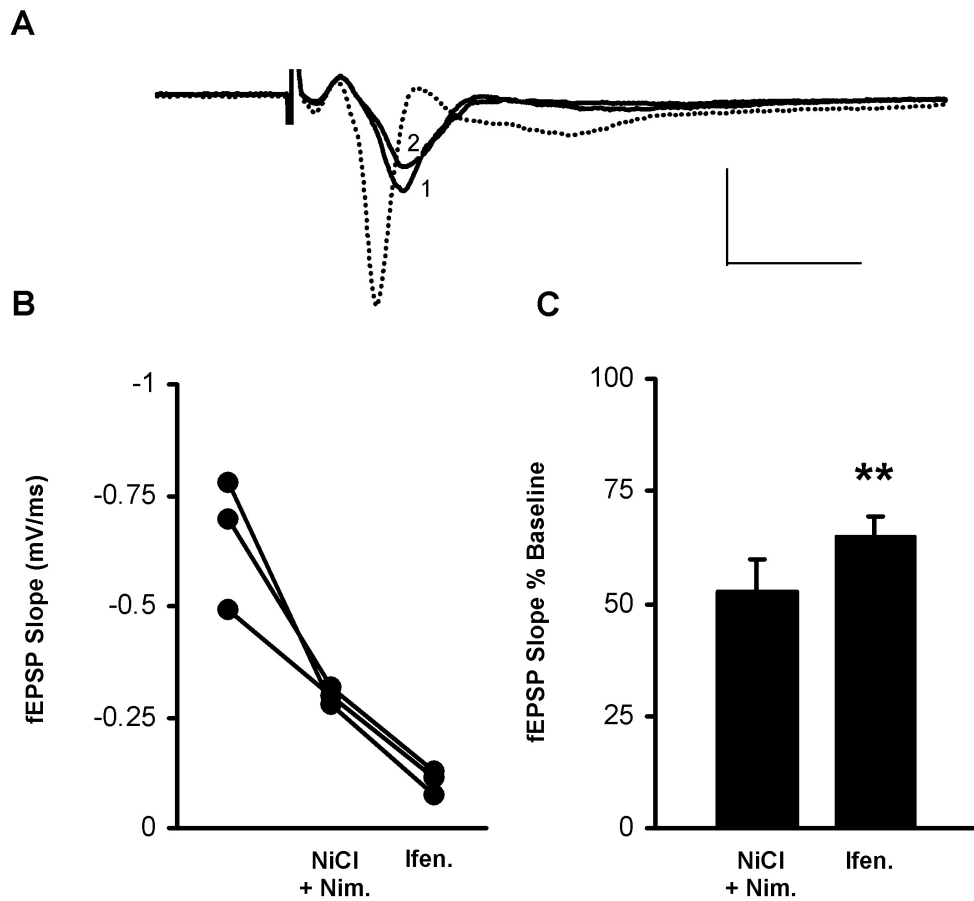 A
2
1
B
C
fEPSP Slope (mV/ms)
-1
-0.75
-0.5
-0.25
0
NiCl
+ Nim.
Ifen.
fEPSP Slope % Baseline
100
75
50
25
0
**
NiCl
+ Nim.
Ifen.